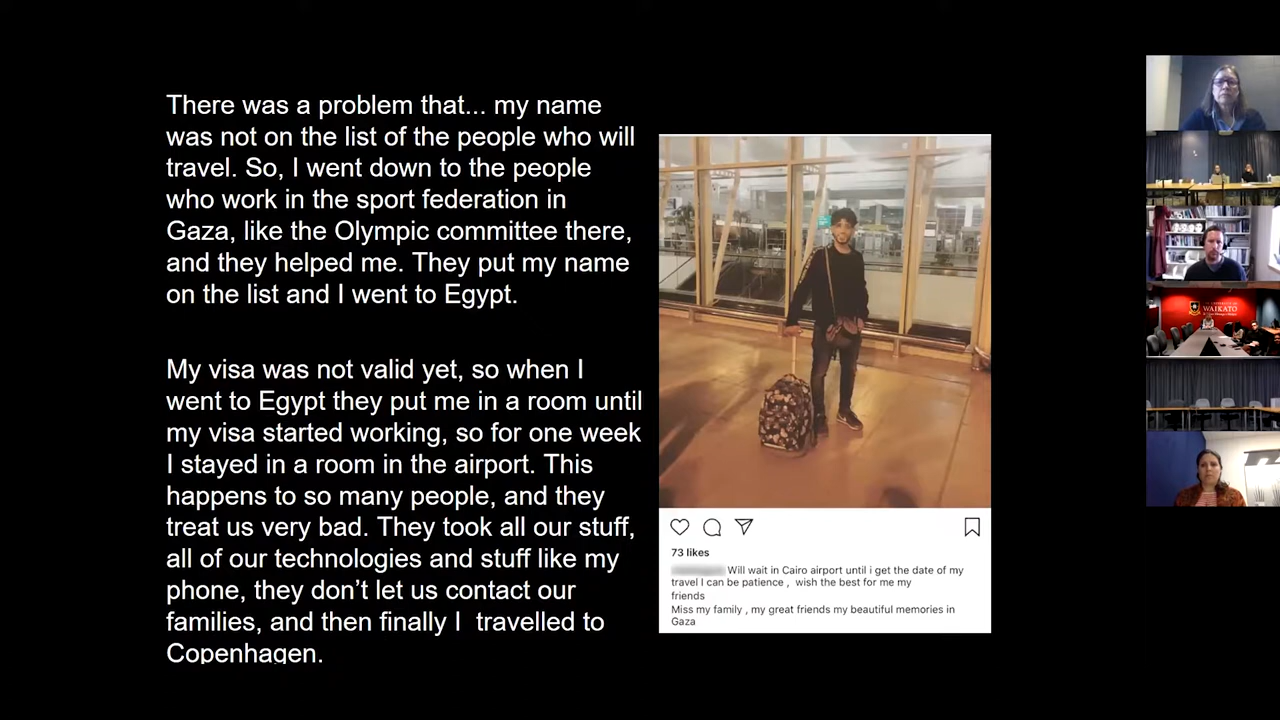 There was a problem that... my name
was not on the list of the people who will
travel. So, I went down to the people
who work in the sport federation in
Gaza, like the Olympic committee there,
and they helped me. They put my name
on the list and I went to Egypt.
My visa was not valid yet, so when I
went to Egypt they put me in a room until
my visa started working, so for one week
I stayed in a room in the airport. This
happens to so many people, and they
treat us very bad. They took all our stuff,
all of our technologies and stuff like my
phone, they don’t let us contact our
families, and then finally I travelled to
Copenhagen.
73 likes
Will wait in Cairo airport until i get the date of my
travel I can be patience , wish the best for me my
friends
Miss my family , my great friends my beautiful memories in
Gaza
WAIKATO